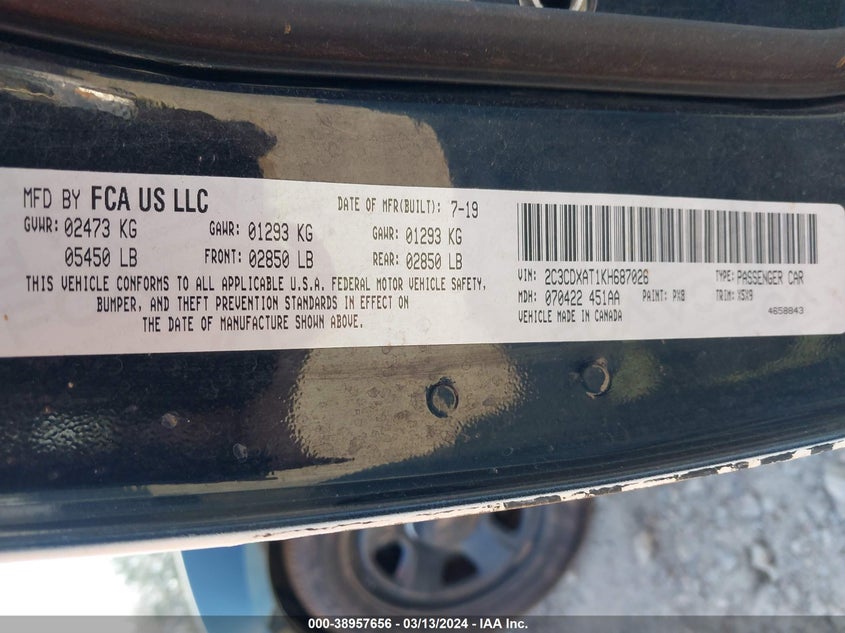 MFD BY FCA US LLC
DATE OF MFR(BUILT): 7-19
GVWR: 02473 KG GAWR: 01293 KG GAWR: 01293 KG
05450 LB FRONT: 02850 LB REAR: 02850 LB
THIS VEHICLE CONFORMS TO ALL APPLICABLE U.S.A. FEDERAL MOTOR VEHICLE SAFETY,
BUMPER, AND THEFT PREVENTION STANDARDS IN EFFECT ON
THE DATE OF MANUFACTURE SHOWN ABOVE.
VIN: 2C3CDXAT1KH687026 TYPE: PASSENGER CAR
MDH: 070422 451AA PAINT: PX8 TRIM: X5X9
VEHICLE MADE IN CANADA 4658843
000-38957656 — 03/13/2024 — IAA Inc.